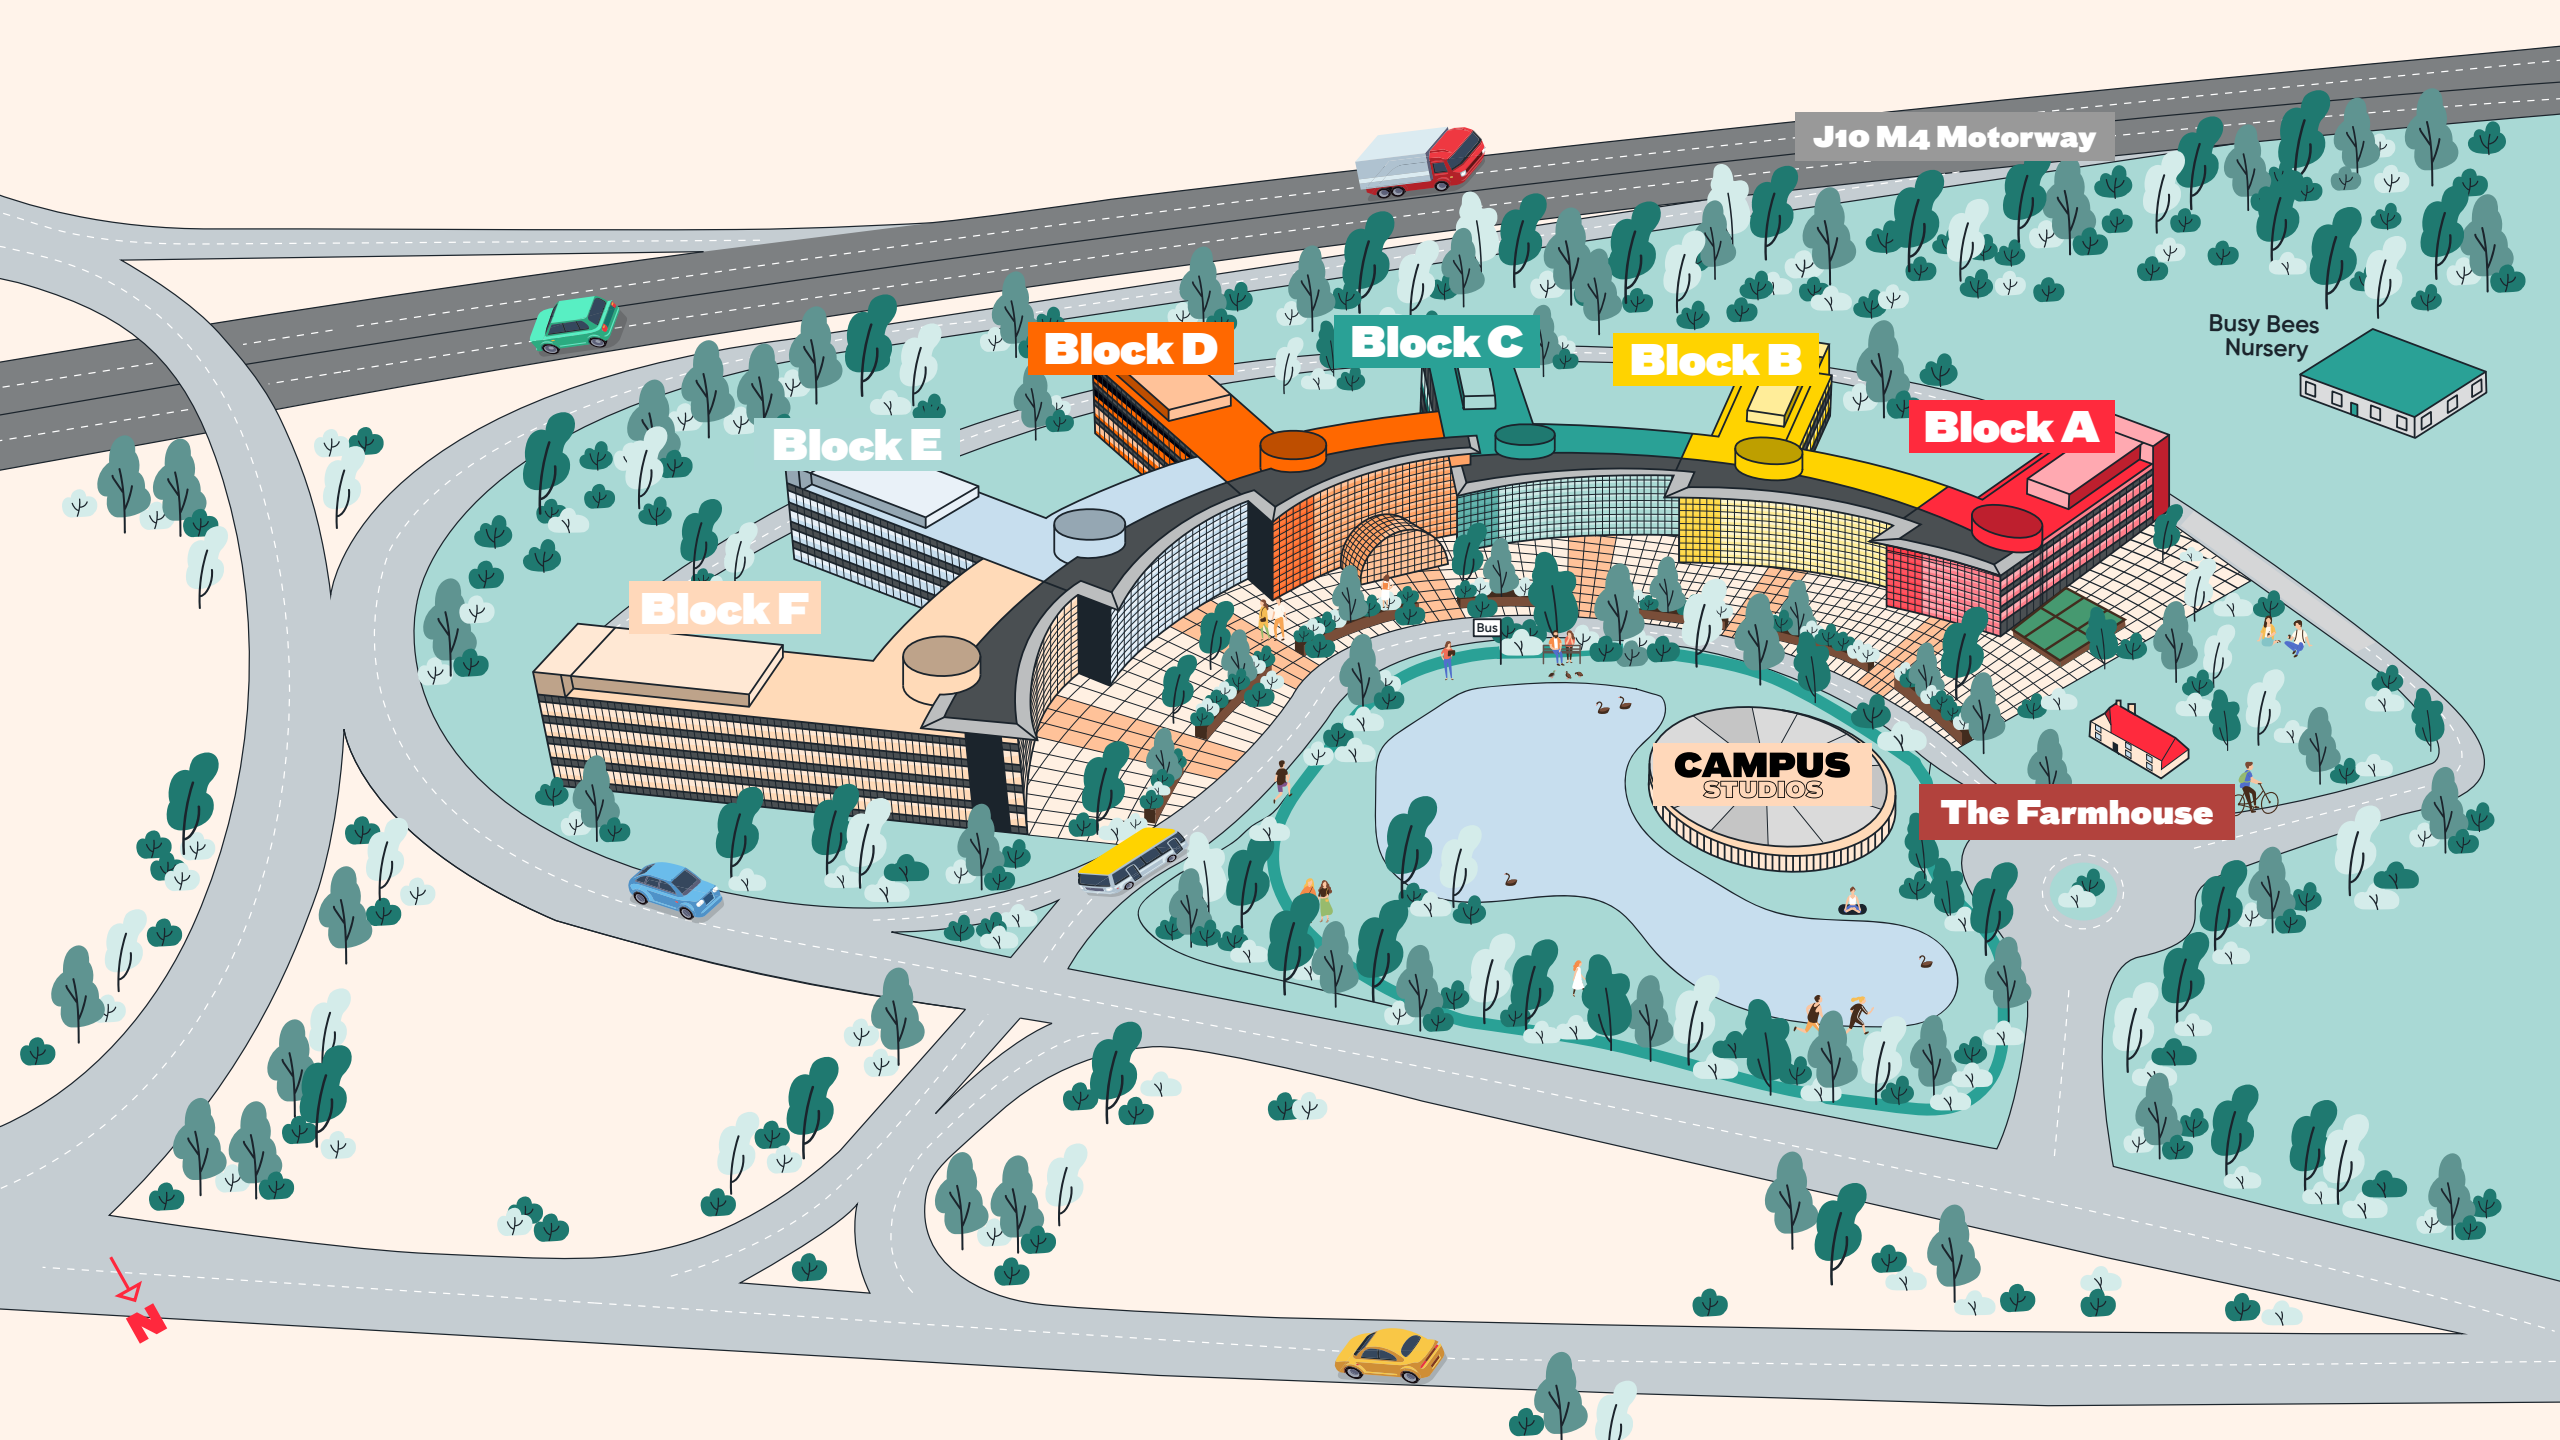 J10 M4 Motorway
Busy Bees
Nursery
Block D
Block C
Block B
Block A
Block E
Block F
Bus
CAMPUS
STUDIOS
The Farmhouse
N